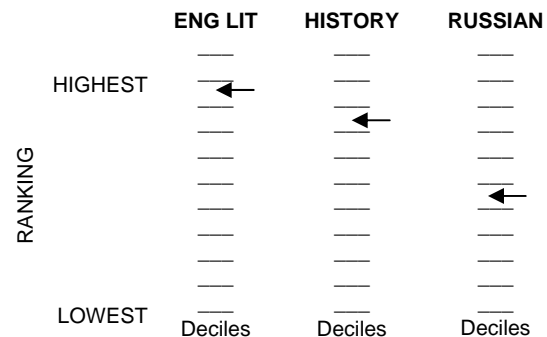 ENG LIT HISTORY RUSSIAN
HIGHEST
RANKING
LOWEST
Deciles Deciles Deciles